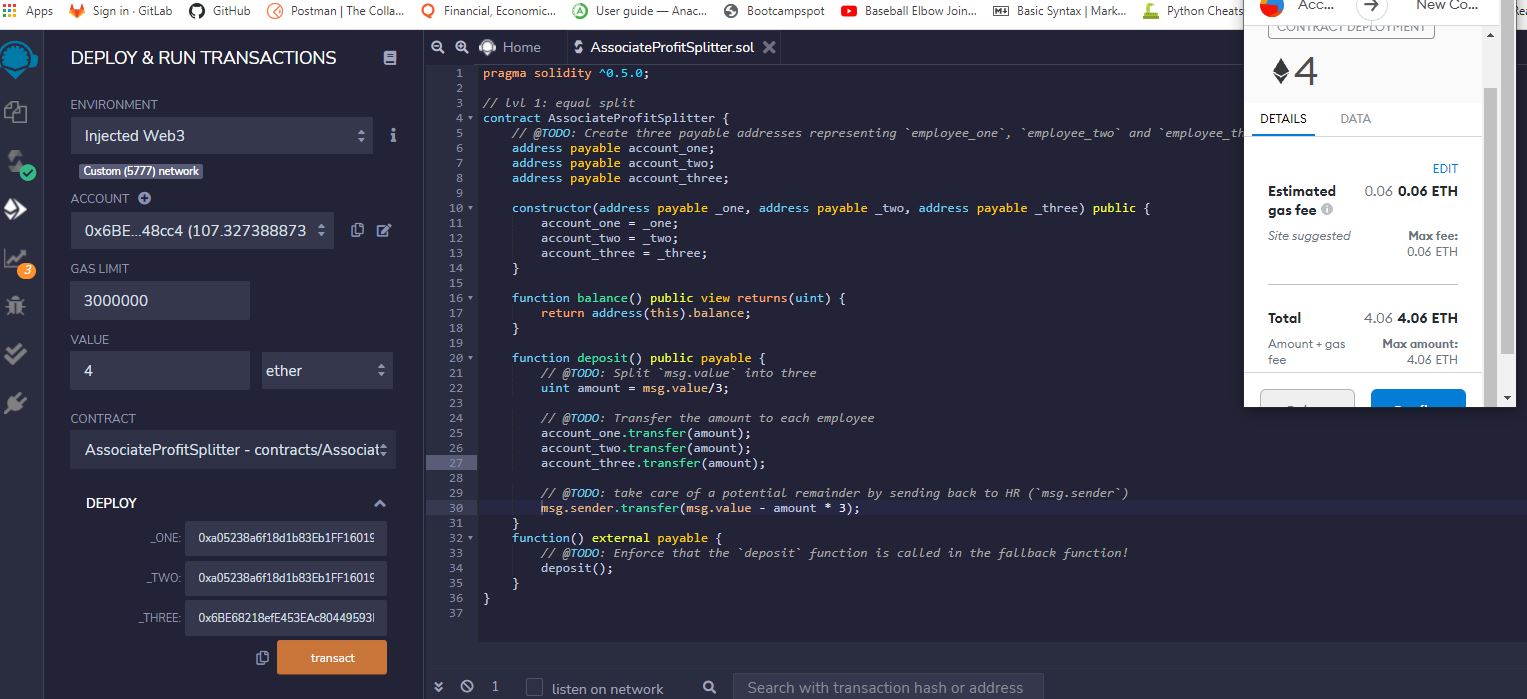 Apps Sign in · GitLab GitHub Postman | The Colla... Financial, Economic... User guide — Anac... Bootcampspot Baseball Elbow Join... Basic Syntax | Mark... Python Cheats
Acc... New Co...
DEPLOY & RUN TRANSACTIONS
ENVIRONMENT
Injected Web3
Custom (5777) network
ACCOUNT
0x6BE...48cc4 (107.327388873
GAS LIMIT
3000000
VALUE
4
ether
CONTRACT
AssociateProfitSplitter - contracts/Associat
DEPLOY
_ONE: 0xa05238a6f18d1b83Eb1FF16019
_TWO: 0xa05238a6f18d1b83Eb1FF16019
_THREE: 0x6BE68218efE453EAc80449593
transact
3
Home AssociateProfitSplitter.sol
1 pragma solidity ^0.5.0;
2
3 // lvl 1: equal split
4 contract AssociateProfitSplitter {
5 // @TODO: Create three payable addresses representing `employee_one`, `employee_two` and `employee_th
6 address payable account_one;
7 address payable account_two;
8 address payable account_three;
9
10 constructor(address payable _one, address payable _two, address payable _three) public {
11 account_one = _one;
12 account_two = _two;
13 account_three = _three;
14 }
15
16 function balance() public view returns(uint) {
17 return address(this).balance;
18 }
19
20 function deposit() public payable {
21 // @TODO: Split `msg.value` into three
22 uint amount = msg.value/3;
23
24 // @TODO: Transfer the amount to each employee
25 account_one.transfer(amount);
26 account_two.transfer(amount);
27 account_three.transfer(amount);
28
29 // @TODO: take care of a potential remainder by sending back to HR (`msg.sender`)
30 msg.sender.transfer(msg.value - amount * 3);
31 }
32 function() external payable {
33 // @TODO: Enforce that the `deposit` function is called in the fallback function!
34 deposit();
35 }
36 }
37
1 listen on network Search with transaction hash or address
CONTRACT DEPLOYMENT
4
DETAILS DATA
EDIT
Estimated gas fee 0.06 0.06 ETH
Site suggested Max fee:
0.06 ETH
Total 4.06 4.06 ETH
Amount + gas fee Max amount:
4.06 ETH